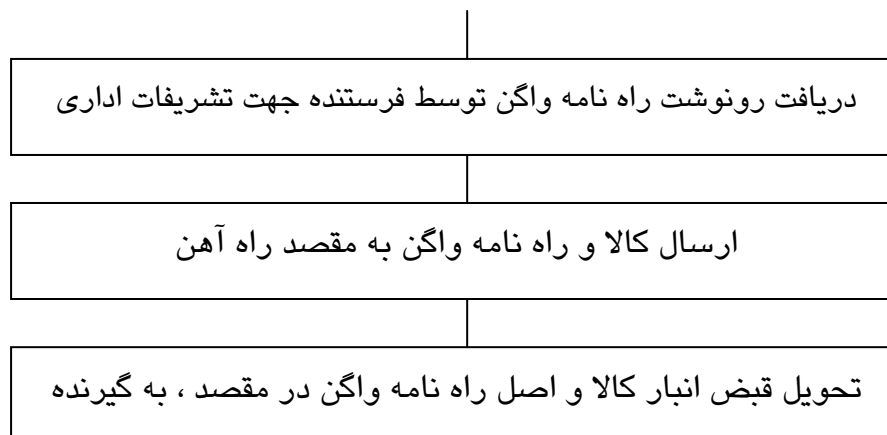 دریافت رونوشت راه نامه واگن توسط فرستنده جهت تشریفات اداری
ارسال کالا و راه نامه واگن به مقصد راه آهن
تحویل قبض انبار کالا و اصل راه نامه واگن در مقصد ، به گیرنده